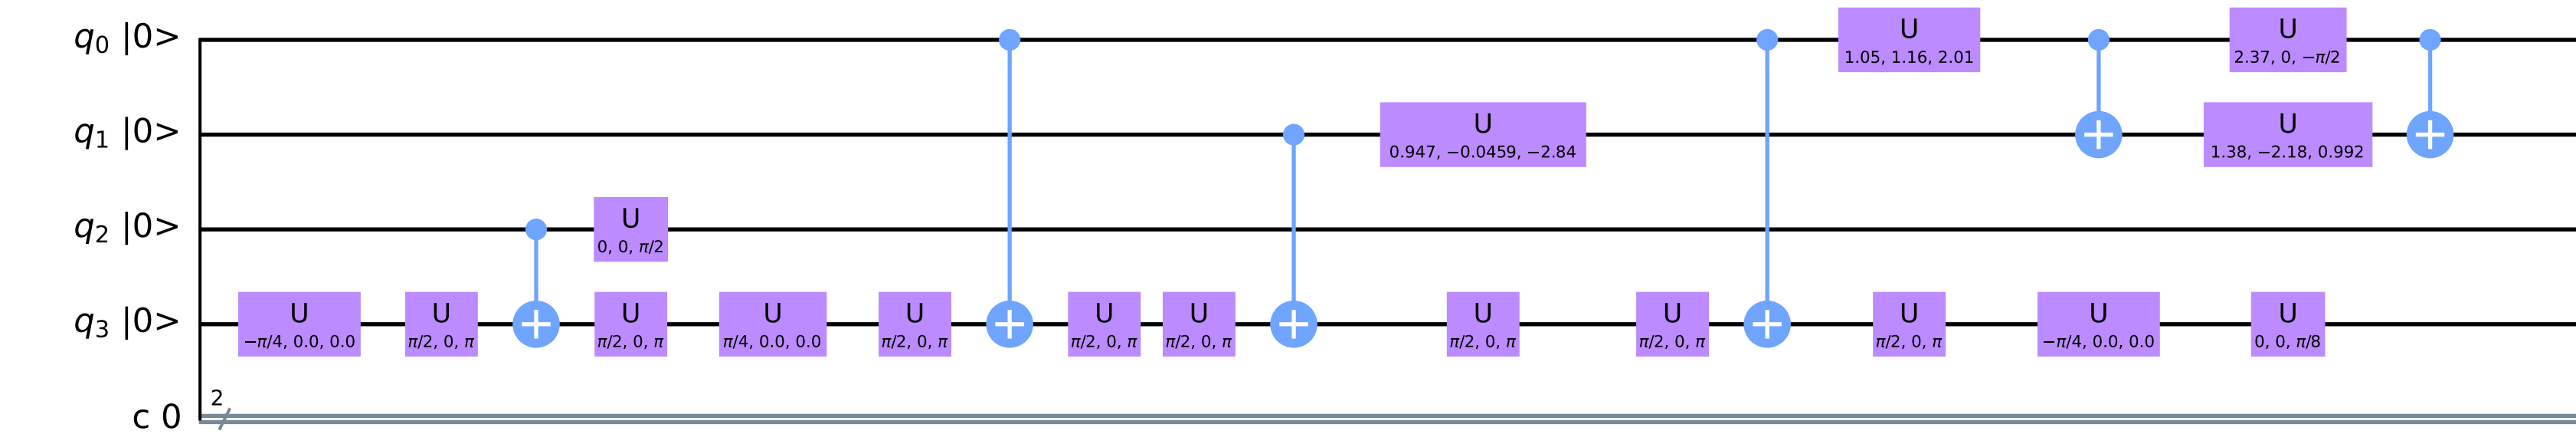 q0 |0>
U
1.05, 1.16, 2.01
U
2.37, 0, −π/2
q1 |0>
U
0.947, −0.0459, −2.84
U
1.38, −2.18, 0.992
q2 |0>
U
0, 0, π/2
q3 |0>
U
−π/4, 0.0, 0.0
U
π/2, 0, π
U
π/2, 0, π
U
π/4, 0.0, 0.0
U
π/2, 0, π
U
π/2, 0, π
U
π/2, 0, π
U
π/2, 0, π
U
π/2, 0, π
U
π/2, 0, π
U
−π/4, 0.0, 0.0
U
0, 0, π/8
c 0
2